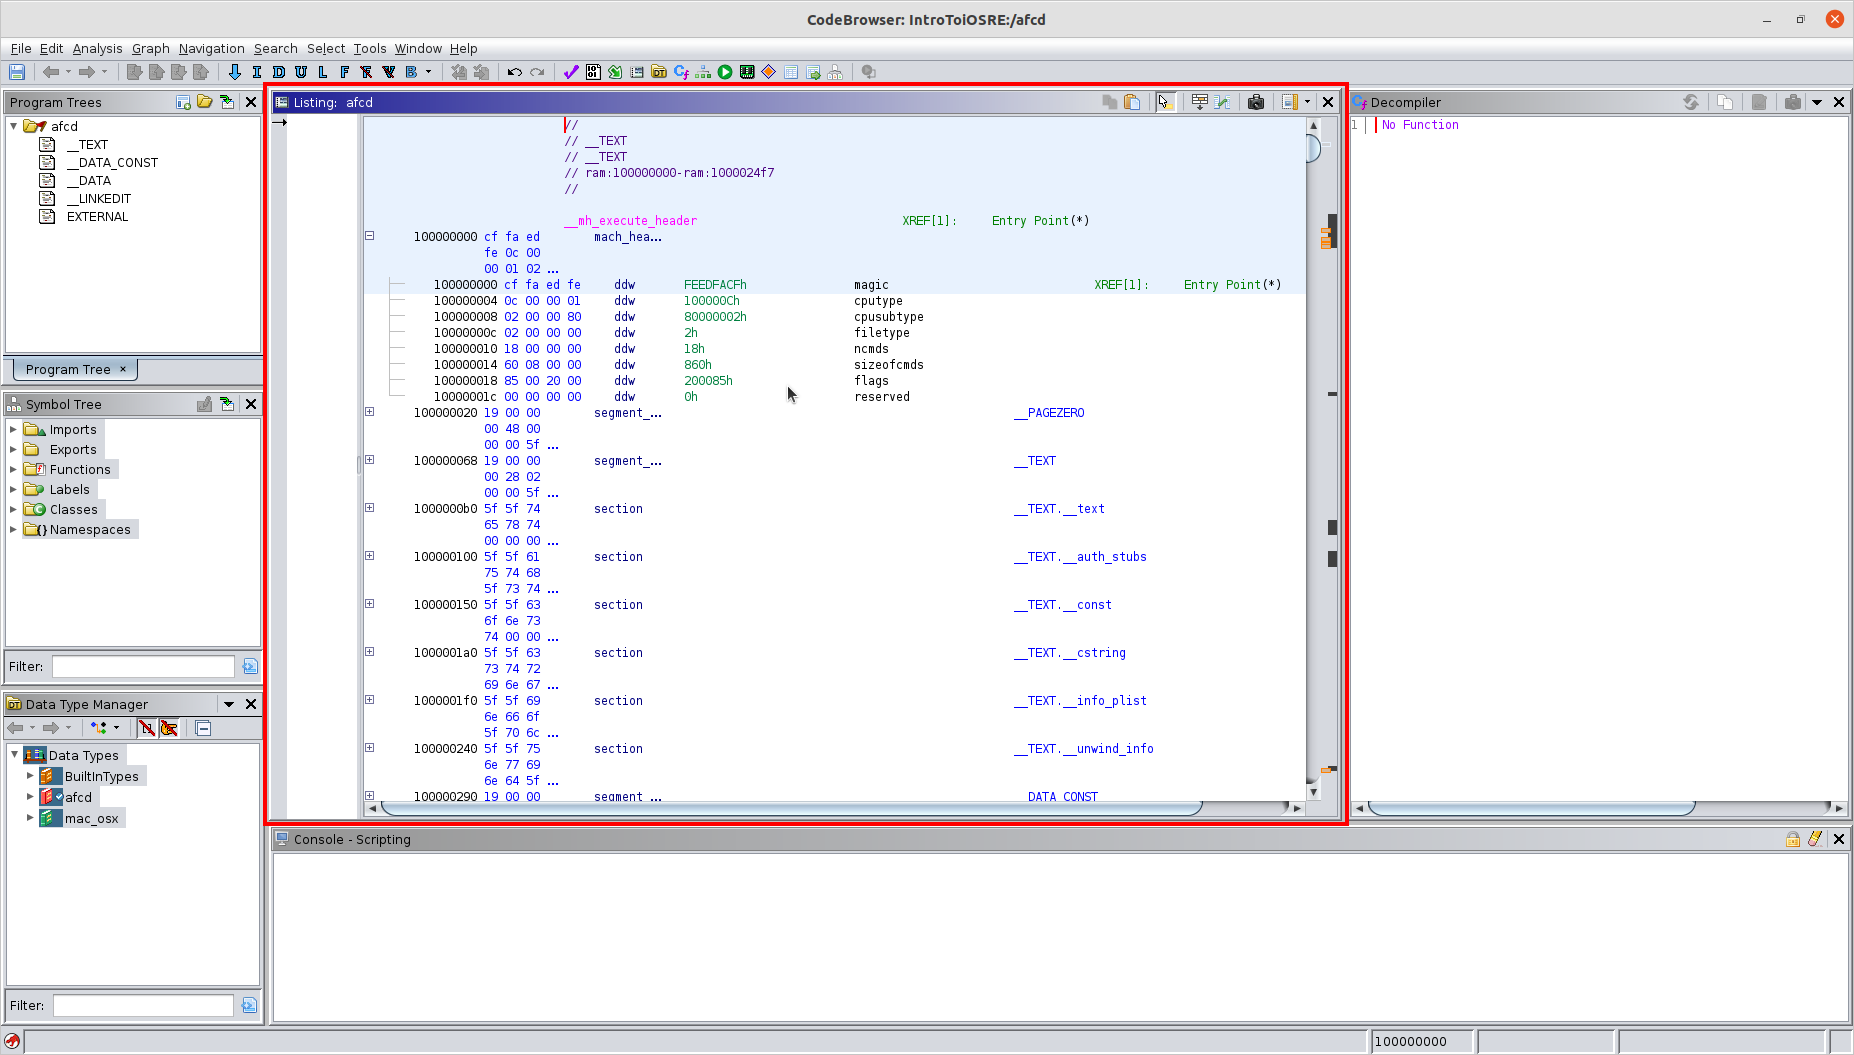 CodeBrowser: IntroToiOSRE:/afcd
File Edit Analysis Graph Navigation Search Select Tools Window Help
I D U L F F V B
Program Trees
afcd
__TEXT
__DATA_CONST
__DATA
__LINKEDIT
EXTERNAL
Program Tree ×
Symbol Tree
Imports
Exports
Functions
Labels
Classes
Namespaces
Filter:
Data Type Manager
Data Types
BuiltInTypes
afcd
mac_osx
Filter:
Listing: afcd
//
// __TEXT
// __TEXT
// ram:100000000-ram:1000024f7
//
__mh_execute_header XREF[1]: Entry Point(*)
100000000 cf fa ed mach_hea...
fe 0c 00
00 01 02 ...
100000000 cf fa ed fe ddw FEEDFACFh magic XREF[1]: Entry Point(*)
100000004 0c 00 00 01 ddw 100000Ch cputype
100000008 02 00 00 80 ddw 80000002h cpusubtype
10000000c 02 00 00 00 ddw 2h filetype
100000010 18 00 00 00 ddw 18h ncmds
100000014 60 08 00 00 ddw 860h sizeofcmds
100000018 85 00 20 00 ddw 200085h flags
10000001c 00 00 00 00 ddw 0h reserved
100000020 19 00 00 segment_... __PAGEZERO
00 48 00
00 00 5f ...
100000068 19 00 00 segment_... __TEXT
00 28 02
00 00 5f ...
1000000b0 5f 5f 74 section __TEXT.__text
65 78 74
00 00 00 ...
100000100 5f 5f 61 section __TEXT.__auth_stubs
75 74 68
5f 73 74 ...
100000150 5f 5f 63 section __TEXT.__const
6f 6e 73
74 00 00 ...
1000001a0 5f 5f 63 section __TEXT.__cstring
73 74 72
69 6e 67 ...
1000001f0 5f 5f 69 section __TEXT.__info_plist
6e 66 6f
5f 70 6c ...
100000240 5f 5f 75 section __TEXT.__unwind_info
6e 77 69
6e 64 5f ...
100000290 19 00 00 segment_... __DATA_CONST
Decompiler
1 No Function
Console - Scripting
100000000